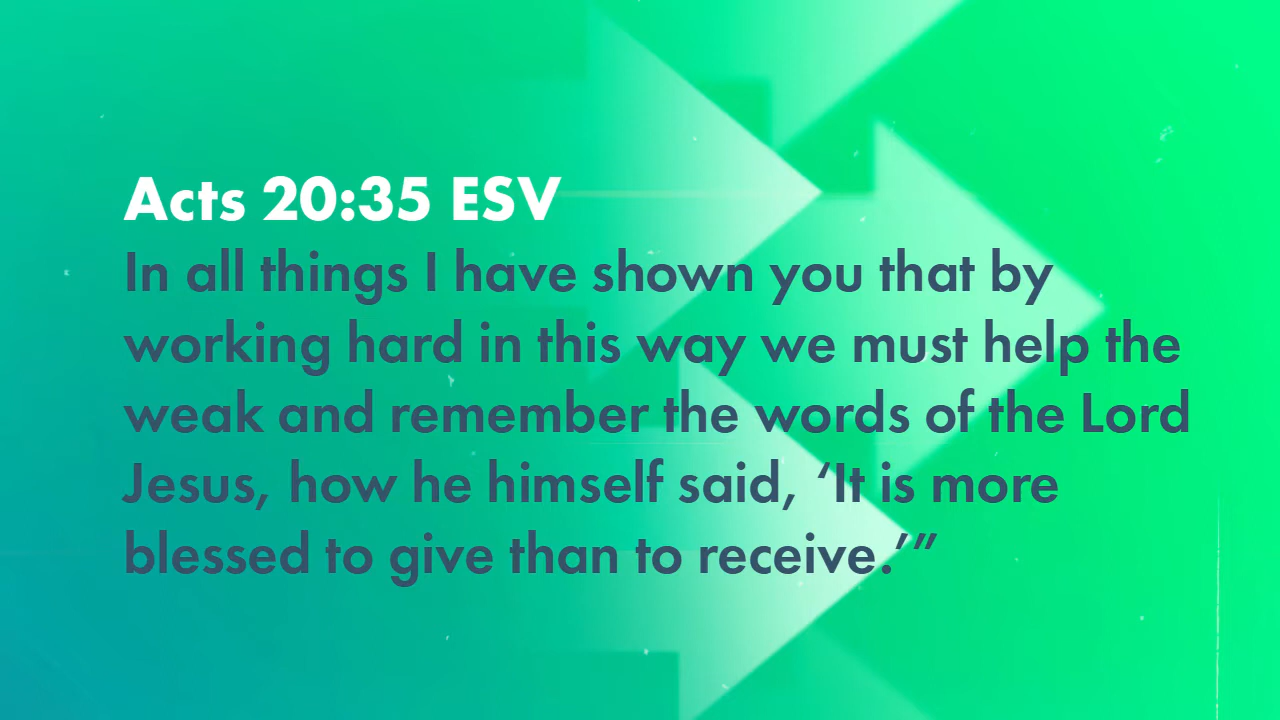 Acts 20:35 ESV
In all things I have shown you that by
working hard in this way we must help the
weak and remember the words of the Lord
Jesus, how he himself said, ‘It is more
blessed to give than to receive.’”